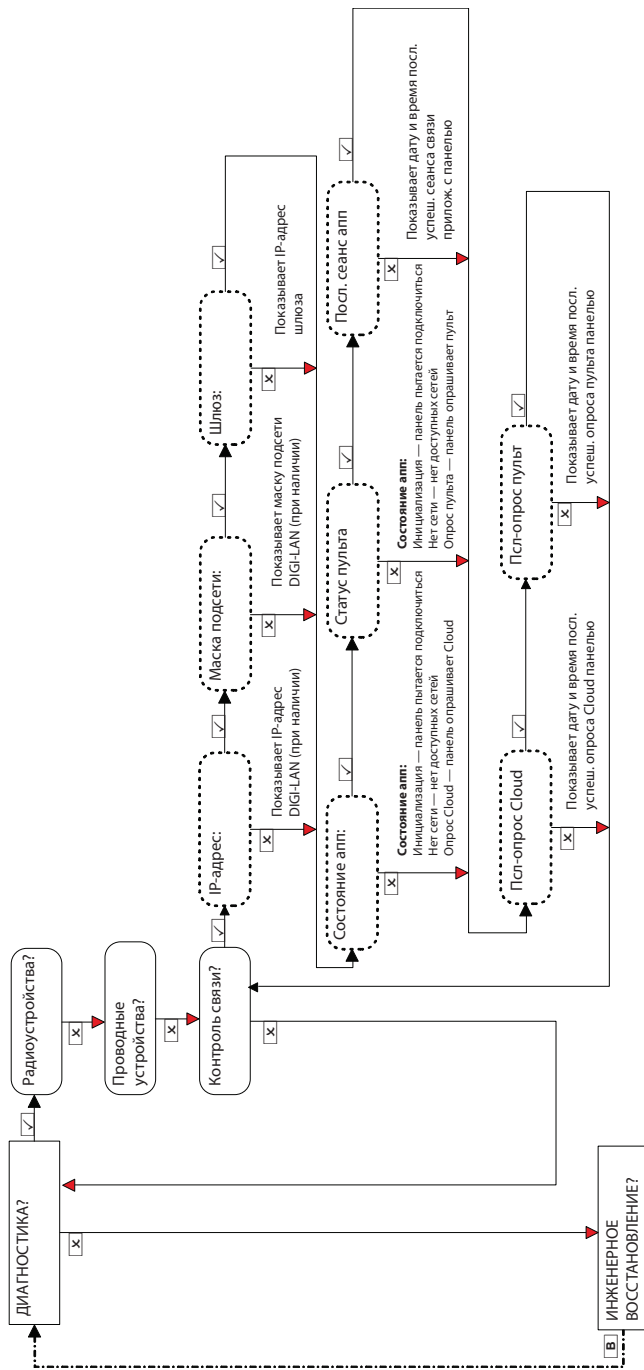 ДИАГНОСТИКА?
✓
Радиоустройства?
x
Проводные
устройства?
x
Контроль связи?
✓
x
IP-адрес:
✓
x
Показывает IP-адрес
DIGI-LAN (при наличии)
Маска подсети:
✓
x
Показывает маску подсети
DIGI-LAN (при наличии)
Шлюз:
✓
x
Показывает IP-адрес
шлюза
Состояние апп:
✓
x
Состояние апп:
Инициализация — панель пытается подключиться
Нет сети — нет доступных сетей
Опрос Cloud — панель опрашивает Cloud
Статус пульта
✓
x
Состояние апп:
Инициализация — панель пытается подключиться
Нет сети — нет доступных сетей
Опрос пульта — панель опрашивает пульт
Посл. сеанс апп
✓
x
Показывает дату и время посл.
успеш. сеанса связи
прилож. с панелью
Псл-опрос Cloud
✓
x
Показывает дату и время посл.
успеш. опроса Cloud панелью
Псл-опрос пульт
✓
x
Показывает дату и время посл.
успеш. опроса пульта панелью
x
B
ИНЖЕНЕРНОЕ
ВОССТАНОВЛЕНИЕ?